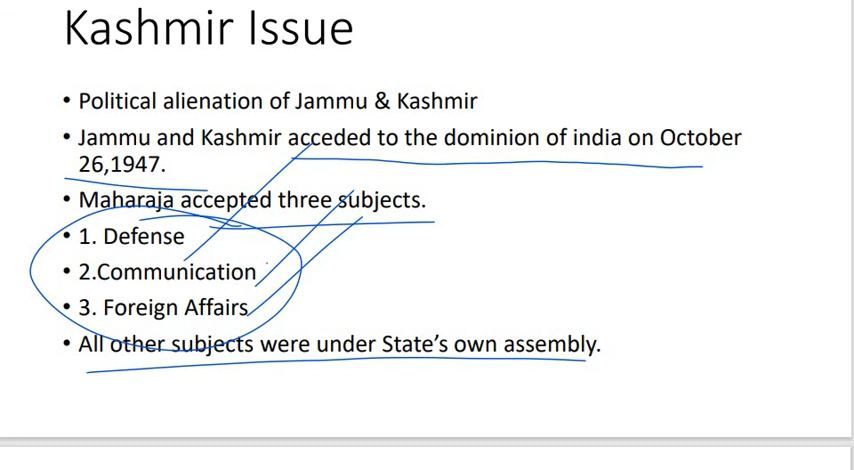 Kashmir Issue
• Political alienation of Jammu & Kashmir
• Jammu and Kashmir acceded to the dominion of india on October
26,1947.
• Maharaja accepted three subjects.
• 1. Defense
• 2.Communication
• 3. Foreign Affairs
• All other subjects were under State's own assembly.